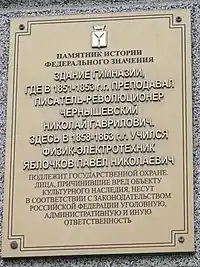 ПАМЯТНИК ИСТОРИИ
ФЕДЕРАЛЬНОГО ЗНАЧЕНИЯ
ЗДАНИЕ ГИМНАЗИИ,
ГДЕ В 1851-1853 г.г. ПРЕПОДАВАЛ
ПИСАТЕЛЬ-РЕВОЛЮЦИОНЕР
ЧЕРНЫШЕВСКИЙ
НИКОЛАЙ ГАВРИЛОВИЧ.
ЗДЕСЬ В 1858-1863 г.г. УЧИЛСЯ
ФИЗИК-ЭЛЕКТРОТЕХНИК
ЯБЛОЧКОВ ПАВЕЛ НИКОЛАЕВИЧ
ПОДЛЕЖИТ ГОСУДАРСТВЕННОЙ ОХРАНЕ.
ЛИЦА, ПРИЧИНИВШИЕ ВРЕД ОБЪЕКТУ
КУЛЬТУРНОГО НАСЛЕДИЯ, НЕСУТ
В СООТВЕТСТВИИ С ЗАКОНОДАТЕЛЬСТВОМ
РОССИЙСКОЙ ФЕДЕРАЦИИ УГОЛОВНУЮ,
АДМИНИСТРАТИВНУЮ И ИНУЮ
ОТВЕТСТВЕННОСТЬ